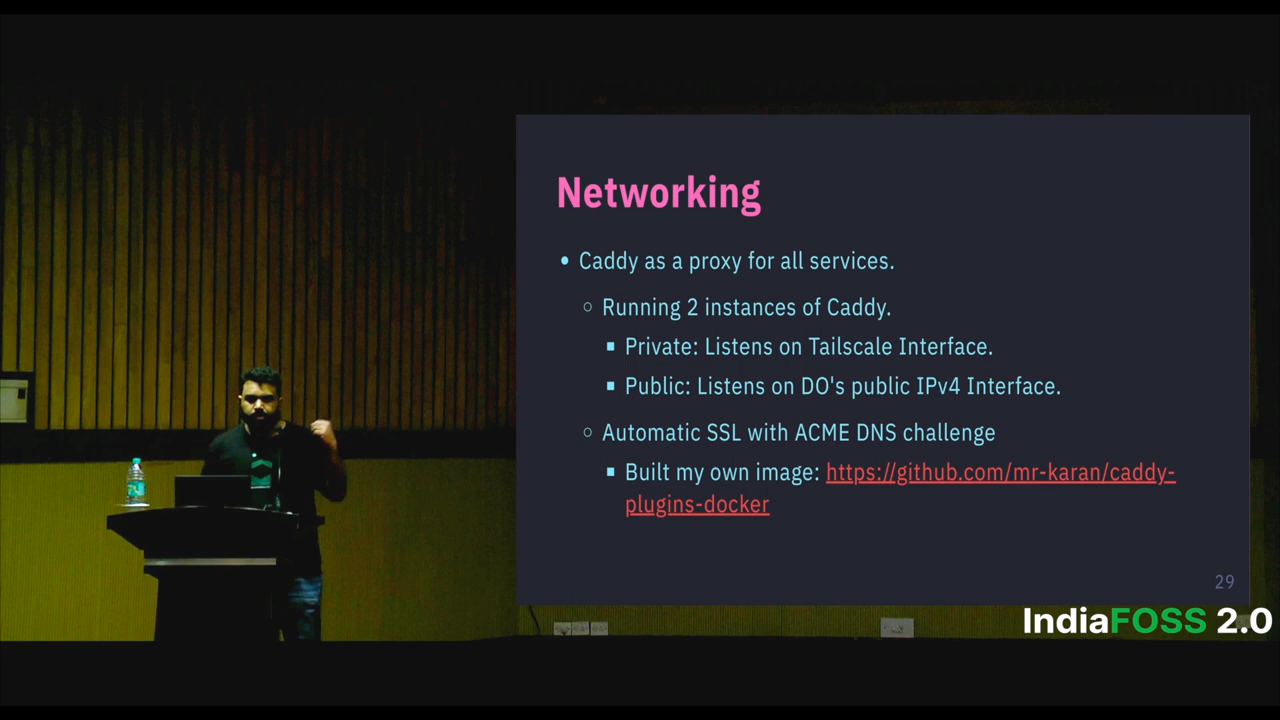 Networking
• Caddy as a proxy for all services.
○ Running 2 instances of Caddy.
▪ Private: Listens on Tailscale Interface.
▪ Public: Listens on DO's public IPv4 Interface.
○ Automatic SSL with ACME DNS challenge
▪ Built my own image: https://github.com/mr-karan/caddy-
plugins-docker
29
IndiaFOSS 2.0